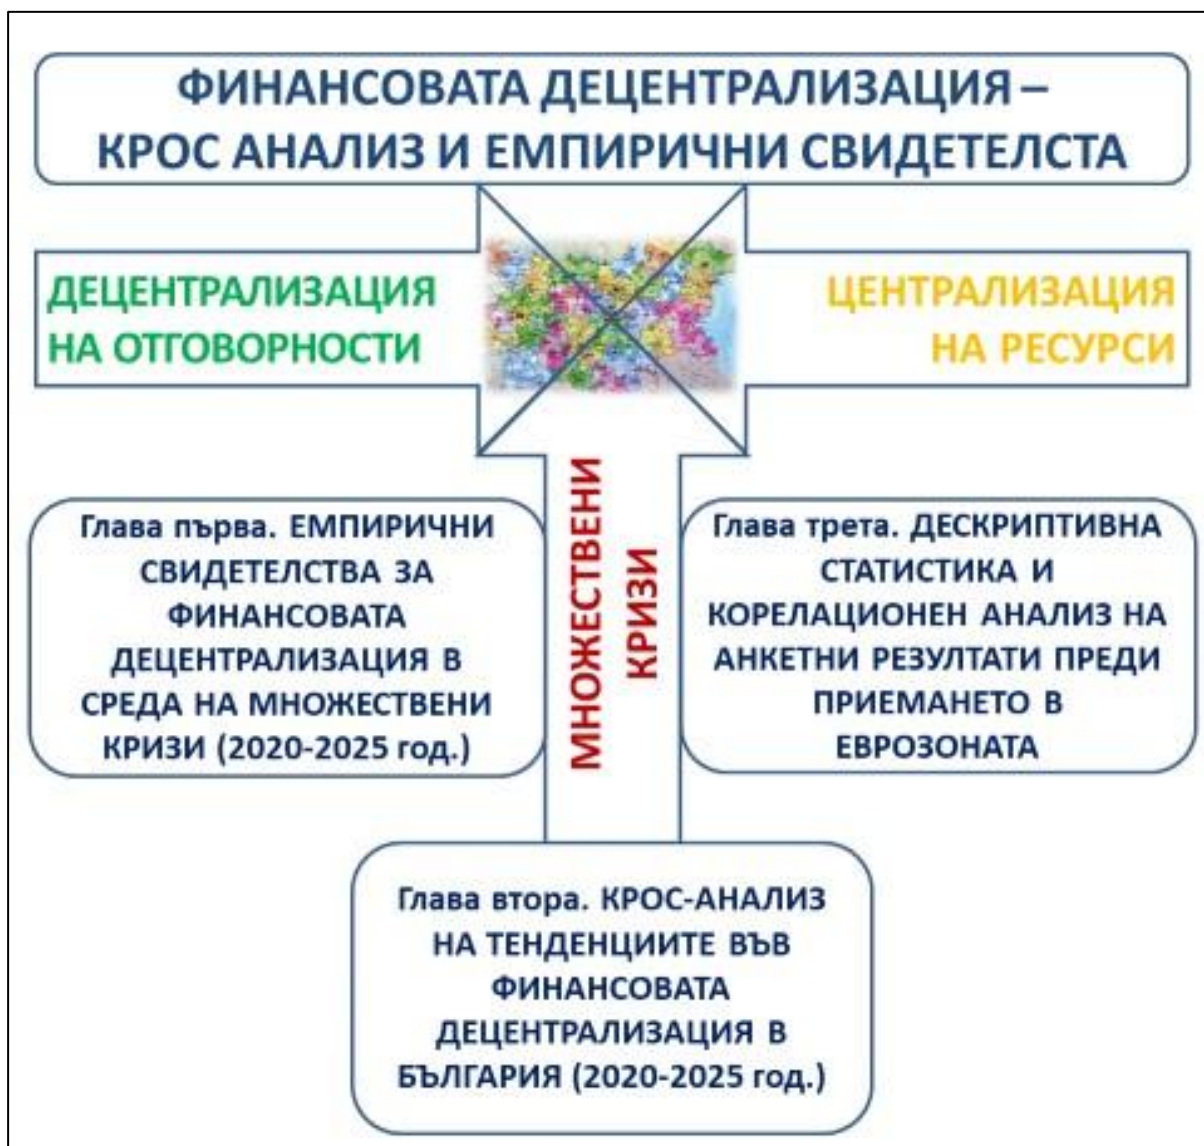 ФИНАНСОВАТА ДЕЦЕНТРАЛИЗАЦИЯ –
КРОС АНАЛИЗ И ЕМПИРИЧНИ СВИДЕТЕЛСТА
ДЕЦЕНТРАЛИЗАЦИЯ
НА ОТГОВОРНОСТИ
ЦЕНТРАЛИЗАЦИЯ
НА РЕСУРСИ
МНОЖЕСТВЕНИ
КРИЗИ
Глава първа. ЕМПИРИЧНИ
СВИДЕТЕЛСТВА ЗА
ФИНАНСОВАТА
ДЕЦЕНТРАЛИЗАЦИЯ В
СРЕДА НА МНОЖЕСТВЕНИ
КРИЗИ (2020-2025 год.)
Глава трета. ДЕСКРИПТИВНА
СТАТИСТИКА И
КОРЕЛАЦИОНЕН АНАЛИЗ НА
АНКЕТНИ РЕЗУЛТАТИ ПРЕДИ
ПРИЕМАНЕТО В
ЕВРОЗОНАТА
Глава втора. КРОС-АНАЛИЗ
НА ТЕНДЕНЦИИТЕ ВЪВ
ФИНАНСОВАТА
ДЕЦЕНТРАЛИЗАЦИЯ В
БЪЛГАРИЯ (2020-2025 год.)